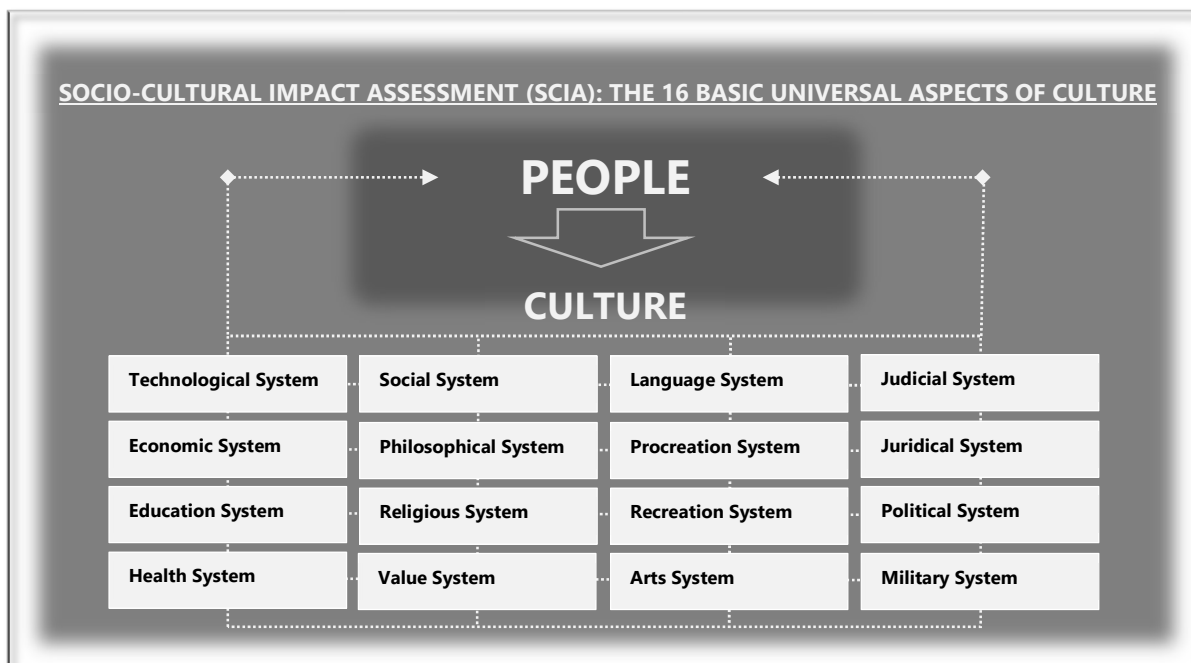 SOCIO-CULTURAL IMPACT ASSESSMENT (SCIA): THE 16 BASIC UNIVERSAL ASPECTS OF CULTURE
PEOPLE
CULTURE
Technological System
Social System
Language System
Judicial System
Economic System
Philosophical System
Procreation System
Juridical System
Education System
Religious System
Recreation System
Political System
Health System
Value System
Arts System
Military System